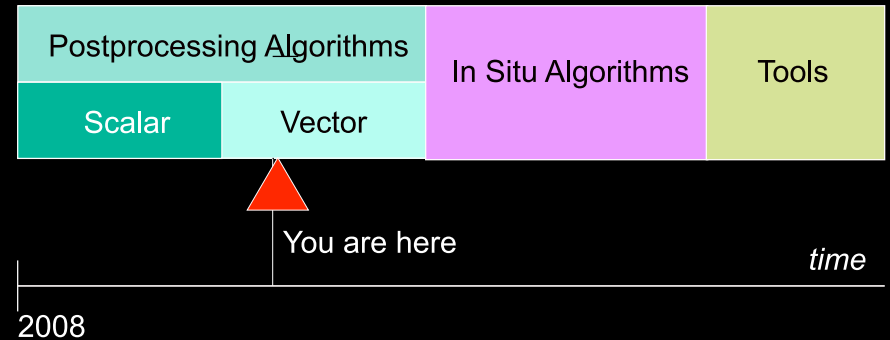 Postprocessing Algorithms
In Situ Algorithms
Tools
Scalar
Vector
You are here
time
2008